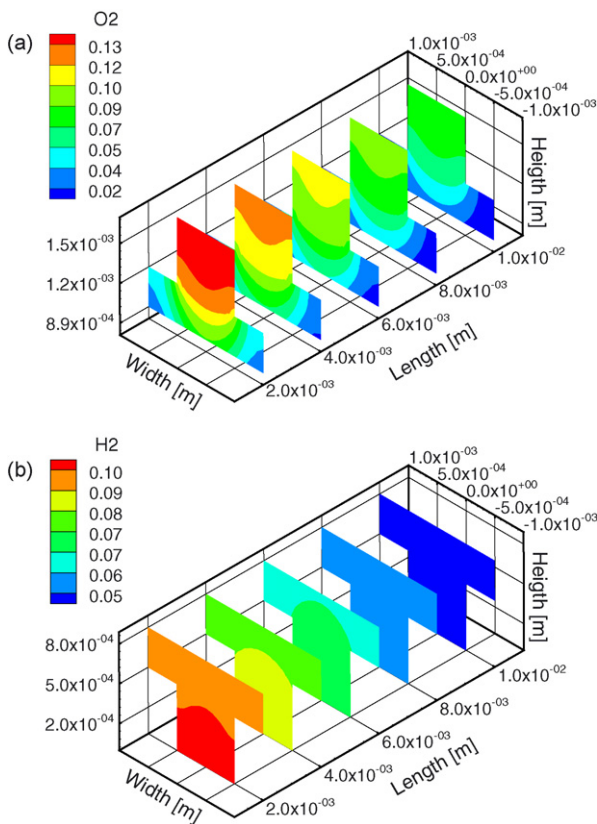 (a)
O2
0.13
0.12
0.10
0.09
0.07
0.05
0.04
0.02
1.0x10⁻⁰³
5.0x10⁻⁰⁴
0.0x10⁺⁰⁰
-5.0x10⁻⁰⁴
-1.0x10⁻⁰³
Heigth [m]
1.5x10⁻⁰³
1.2x10⁻⁰³
8.9x10⁻⁰⁴
Width [m]
2.0x10⁻⁰³
4.0x10⁻⁰³
6.0x10⁻⁰³
8.0x10⁻⁰³
1.0x10⁻⁰²
Length [m]
(b)
H2
0.10
0.09
0.08
0.07
0.07
0.06
0.05
1.0x10⁻⁰³
5.0x10⁻⁰⁴
0.0x10⁺⁰⁰
-5.0x10⁻⁰⁴
-1.0x10⁻⁰³
Heigth [m]
8.0x10⁻⁰⁴
5.0x10⁻⁰⁴
2.0x10⁻⁰⁴
Width [m]
2.0x10⁻⁰³
4.0x10⁻⁰³
6.0x10⁻⁰³
8.0x10⁻⁰³
1.0x10⁻⁰²
Length [m]